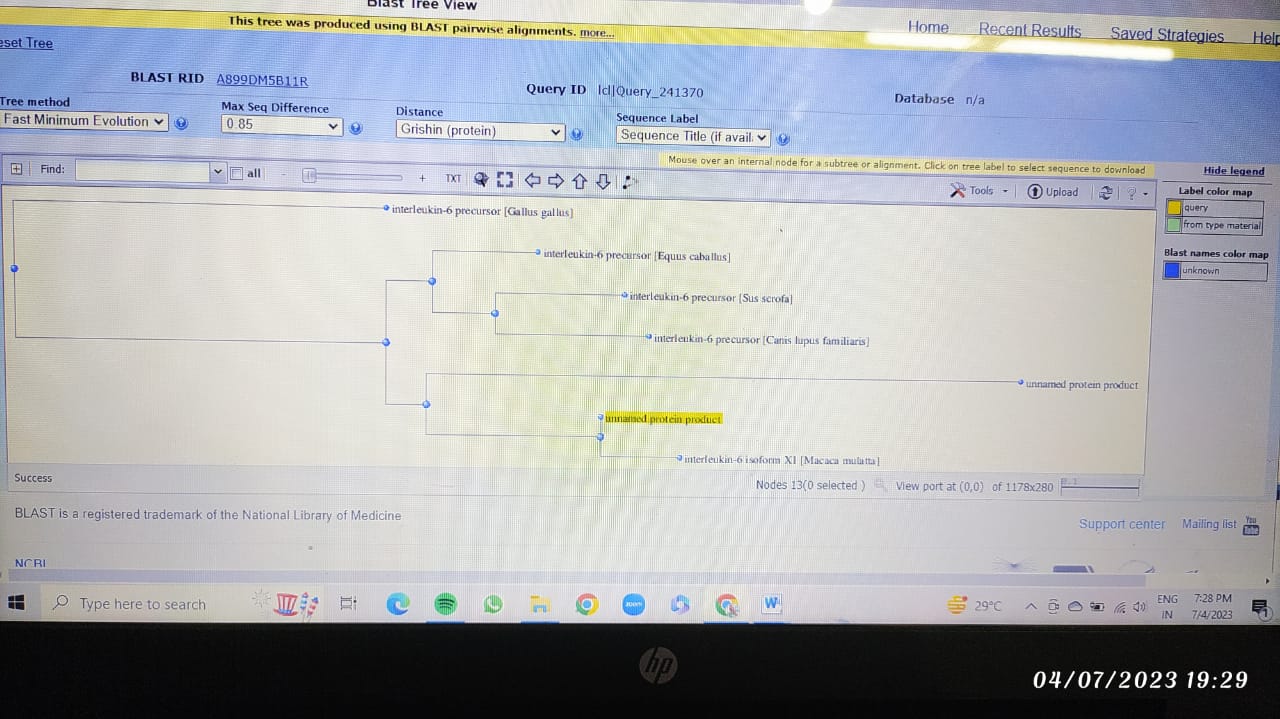 Blast Tree View
This tree was produced using BLAST pairwise alignments. more...
Home Recent Results Saved Strategies Help
eset Tree
BLAST RID A899DM5B11R
Query ID lcl|Query_241370
Database n/a
Tree method
Fast Minimum Evolution
Max Seq Difference
0.85
Distance
Grishin (protein)
Sequence Label
Sequence Title (if avail
Mouse over an internal node for a subtree or alignment. Click on tree label to select sequence to download
Hide legend
Find: all - + TXT
Tools Upload ?
Label color map
query
from type material
Blast names color map
unknown
interleukin-6 precursor [Gallus gallus]
interleukin-6 precursor [Equus caballus]
interleukin-6 precursor [Sus scrofa]
interleukin-6 precursor [Canis lupus familiaris]
unnamed protein product
unnamed protein product
interleukin-6 isoform X1 [Macaca mulatta]
Success
Nodes 13(0 selected ) View port at (0,0) of 1178x280 0.1
BLAST is a registered trademark of the National Library of Medicine
Support center Mailing list You Tube
NCBI
Type here to search
zoom
W
29°C
ENG
IN
7:28 PM
7/4/2023
1
hp
04/07/2023 19:29